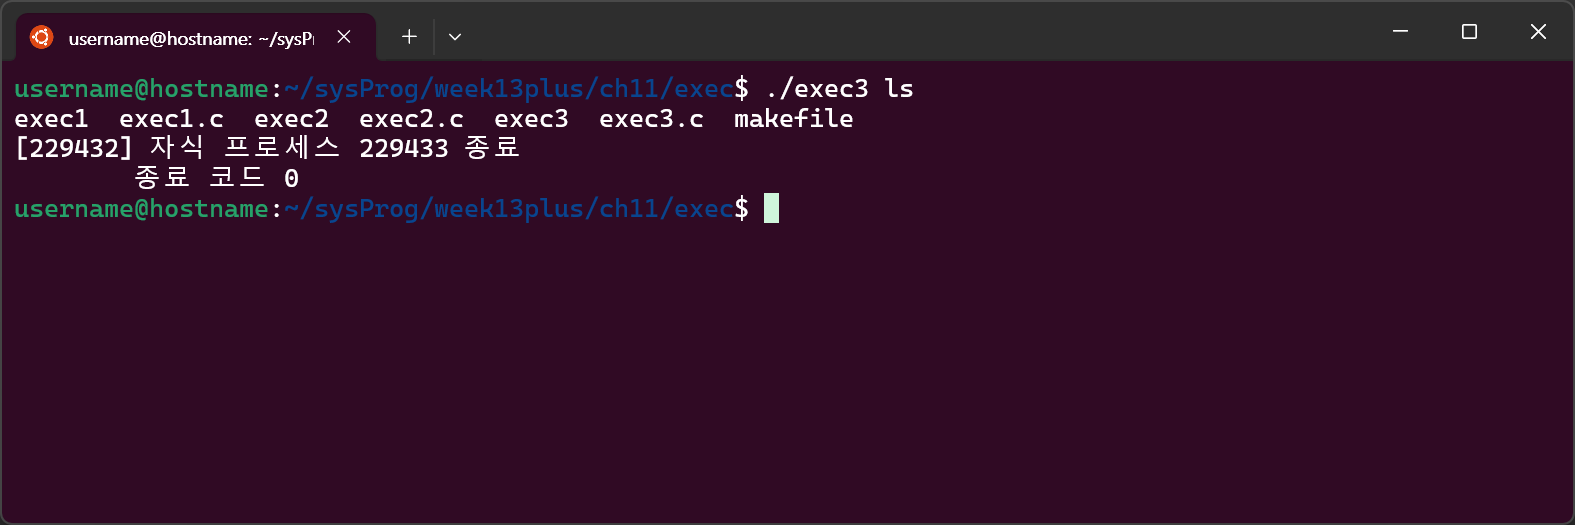 username@hostname: ~/sysPr
username@hostname:~/sysProg/week13plus/ch11/exec$ ./exec3 ls
exec1  exec1.c  exec2  exec2.c  exec3  exec3.c  makefile
[229432] 자식 프로세스 229433 종료
        종료 코드 0
username@hostname:~/sysProg/week13plus/ch11/exec$